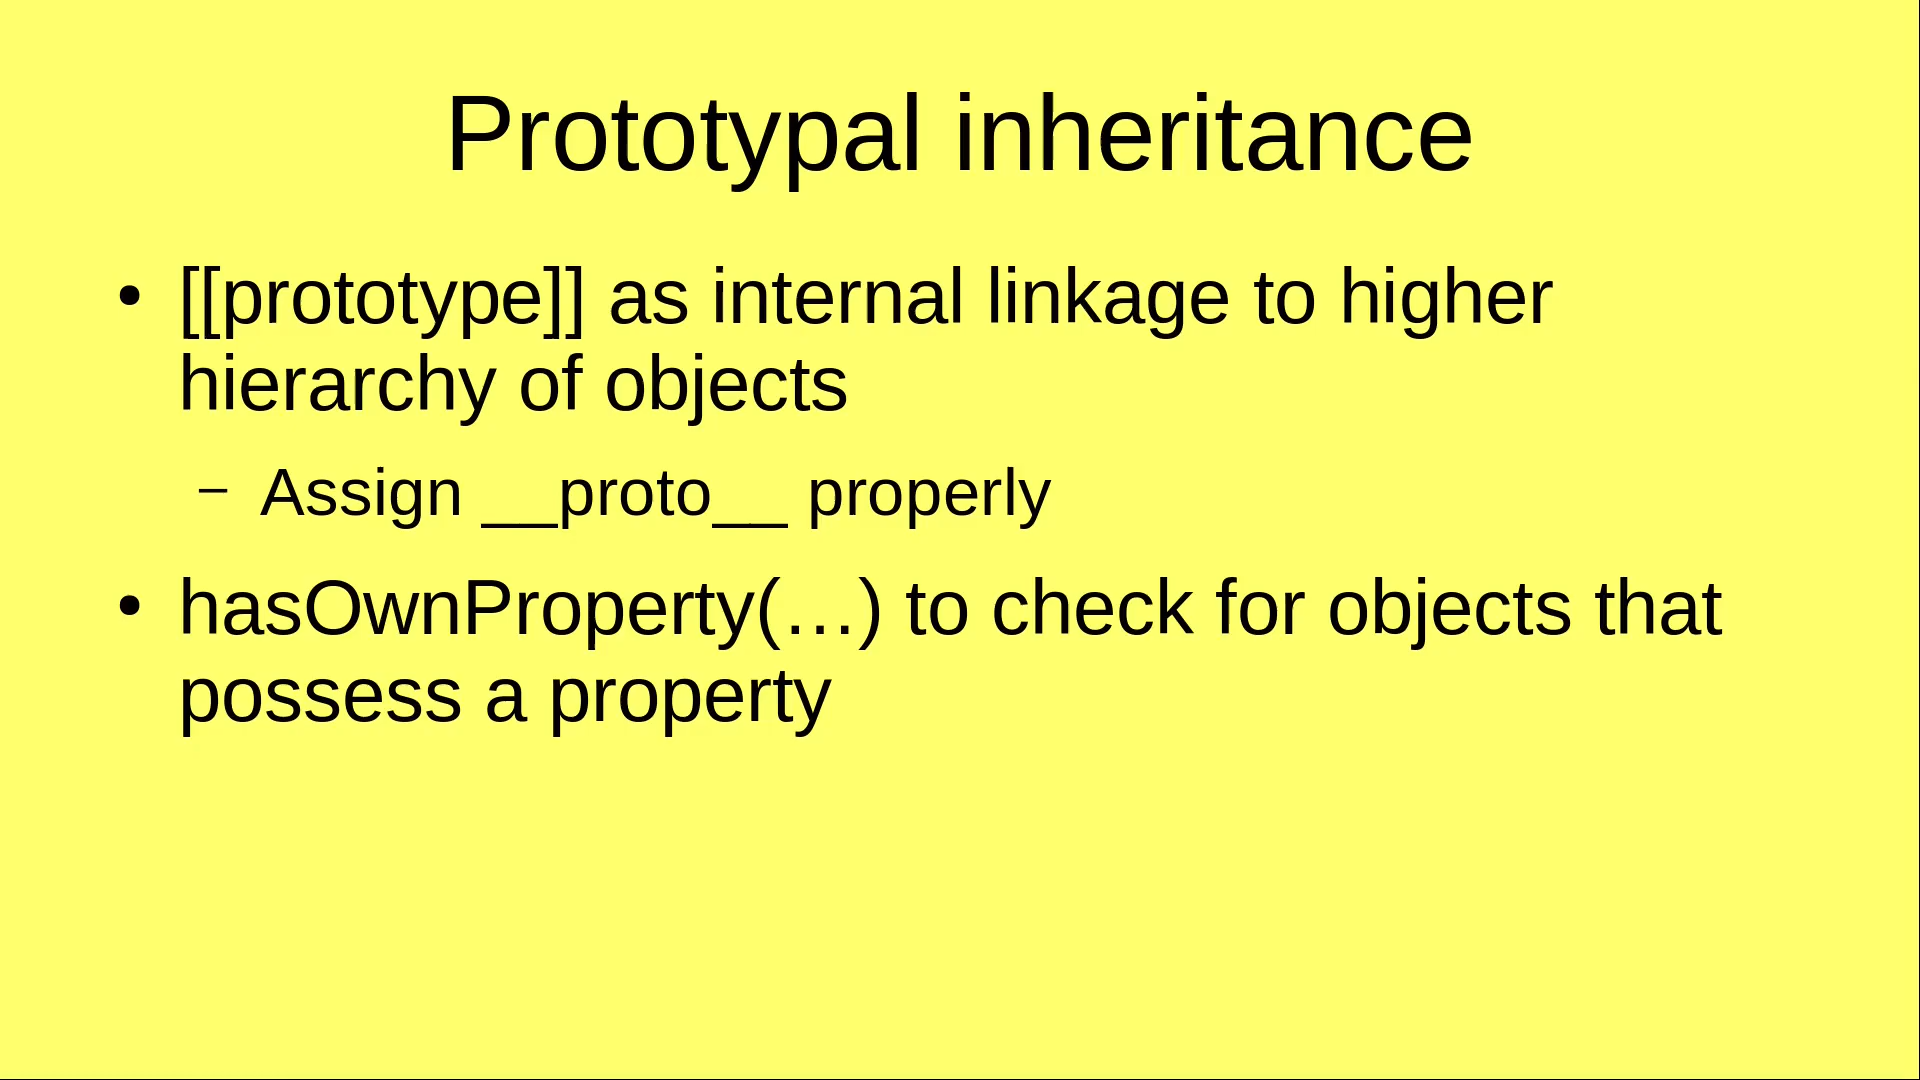 Prototypal inheritance
• [[prototype]] as internal linkage to higher
hierarchy of objects
– Assign __proto__ properly
• hasOwnProperty(…) to check for objects that
possess a property